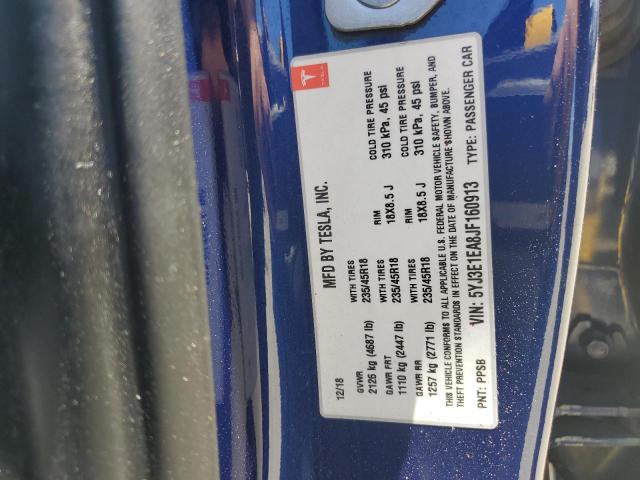 TESLA
MFD BY TESLA, INC.
12/18
GVWR WITH TIRES RIM COLD TIRE PRESSURE
2126 kg (4687 lb) 235/45R18 18X8.5 J 310 kPa, 45 psi
GAWR FRT WITH TIRES RIM COLD TIRE PRESSURE
1110 kg (2447 lb) 235/45R18 18X8.5 J 310 kPa, 45 psi
GAWR RR WITH TIRES
1257 kg (2771 lb) 235/45R18
THIS VEHICLE CONFORMS TO ALL APPLICABLE U.S. FEDERAL MOTOR VEHICLE SAFETY, BUMPER, AND
THEFT PREVENTION STANDARDS IN EFFECT ON THE DATE OF MANUFACTURE SHOWN ABOVE.
VIN: 5YJ3E1EA8JF160913
PNT: PPSB TYPE: PASSENGER CAR